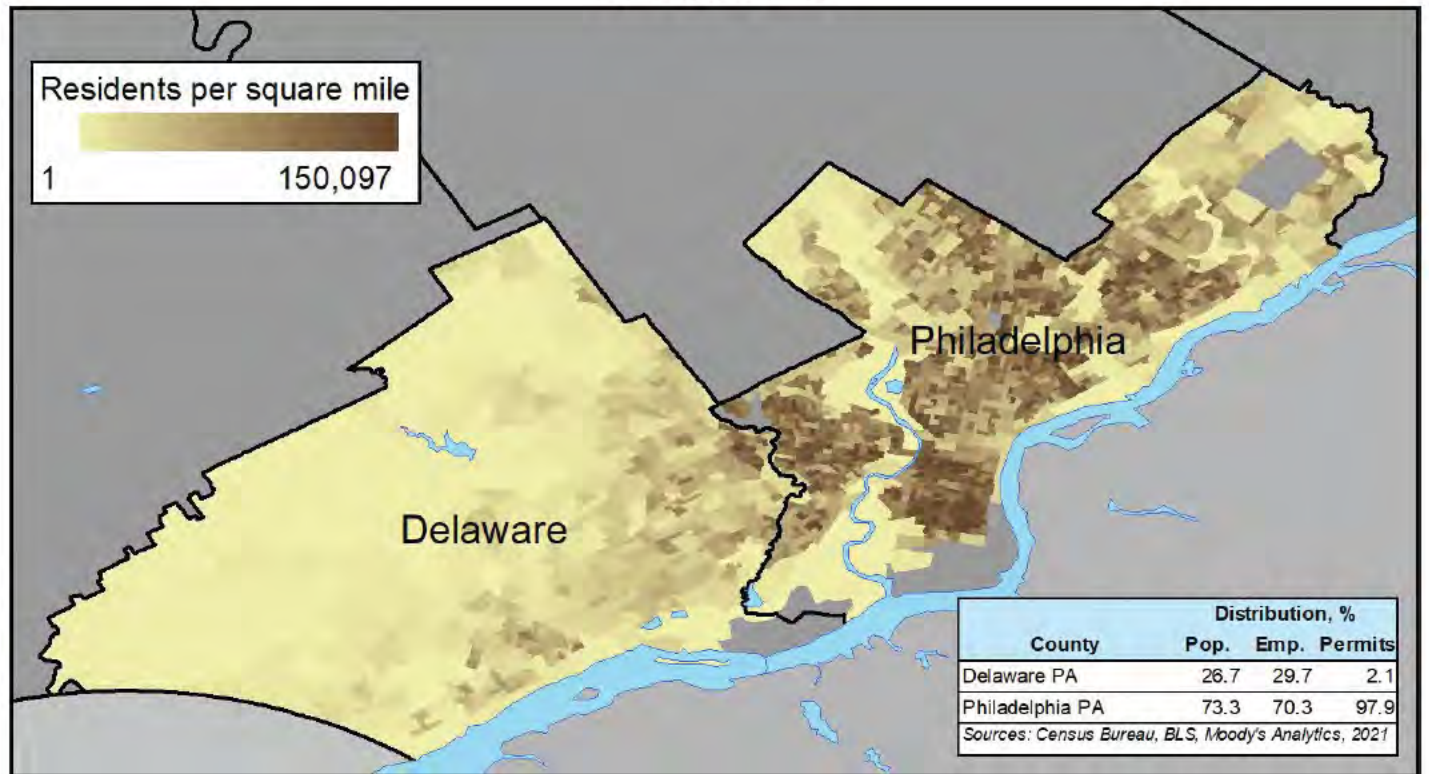 Residents per square mile
1 150,097
Philadelphia
Delaware
Distribution, %
County Pop. Emp. Permits
Delaware PA 26.7 29.7 2.1
Philadelphia PA 73.3 70.3 97.9
Sources: Census Bureau, BLS, Moody's Analytics, 2021